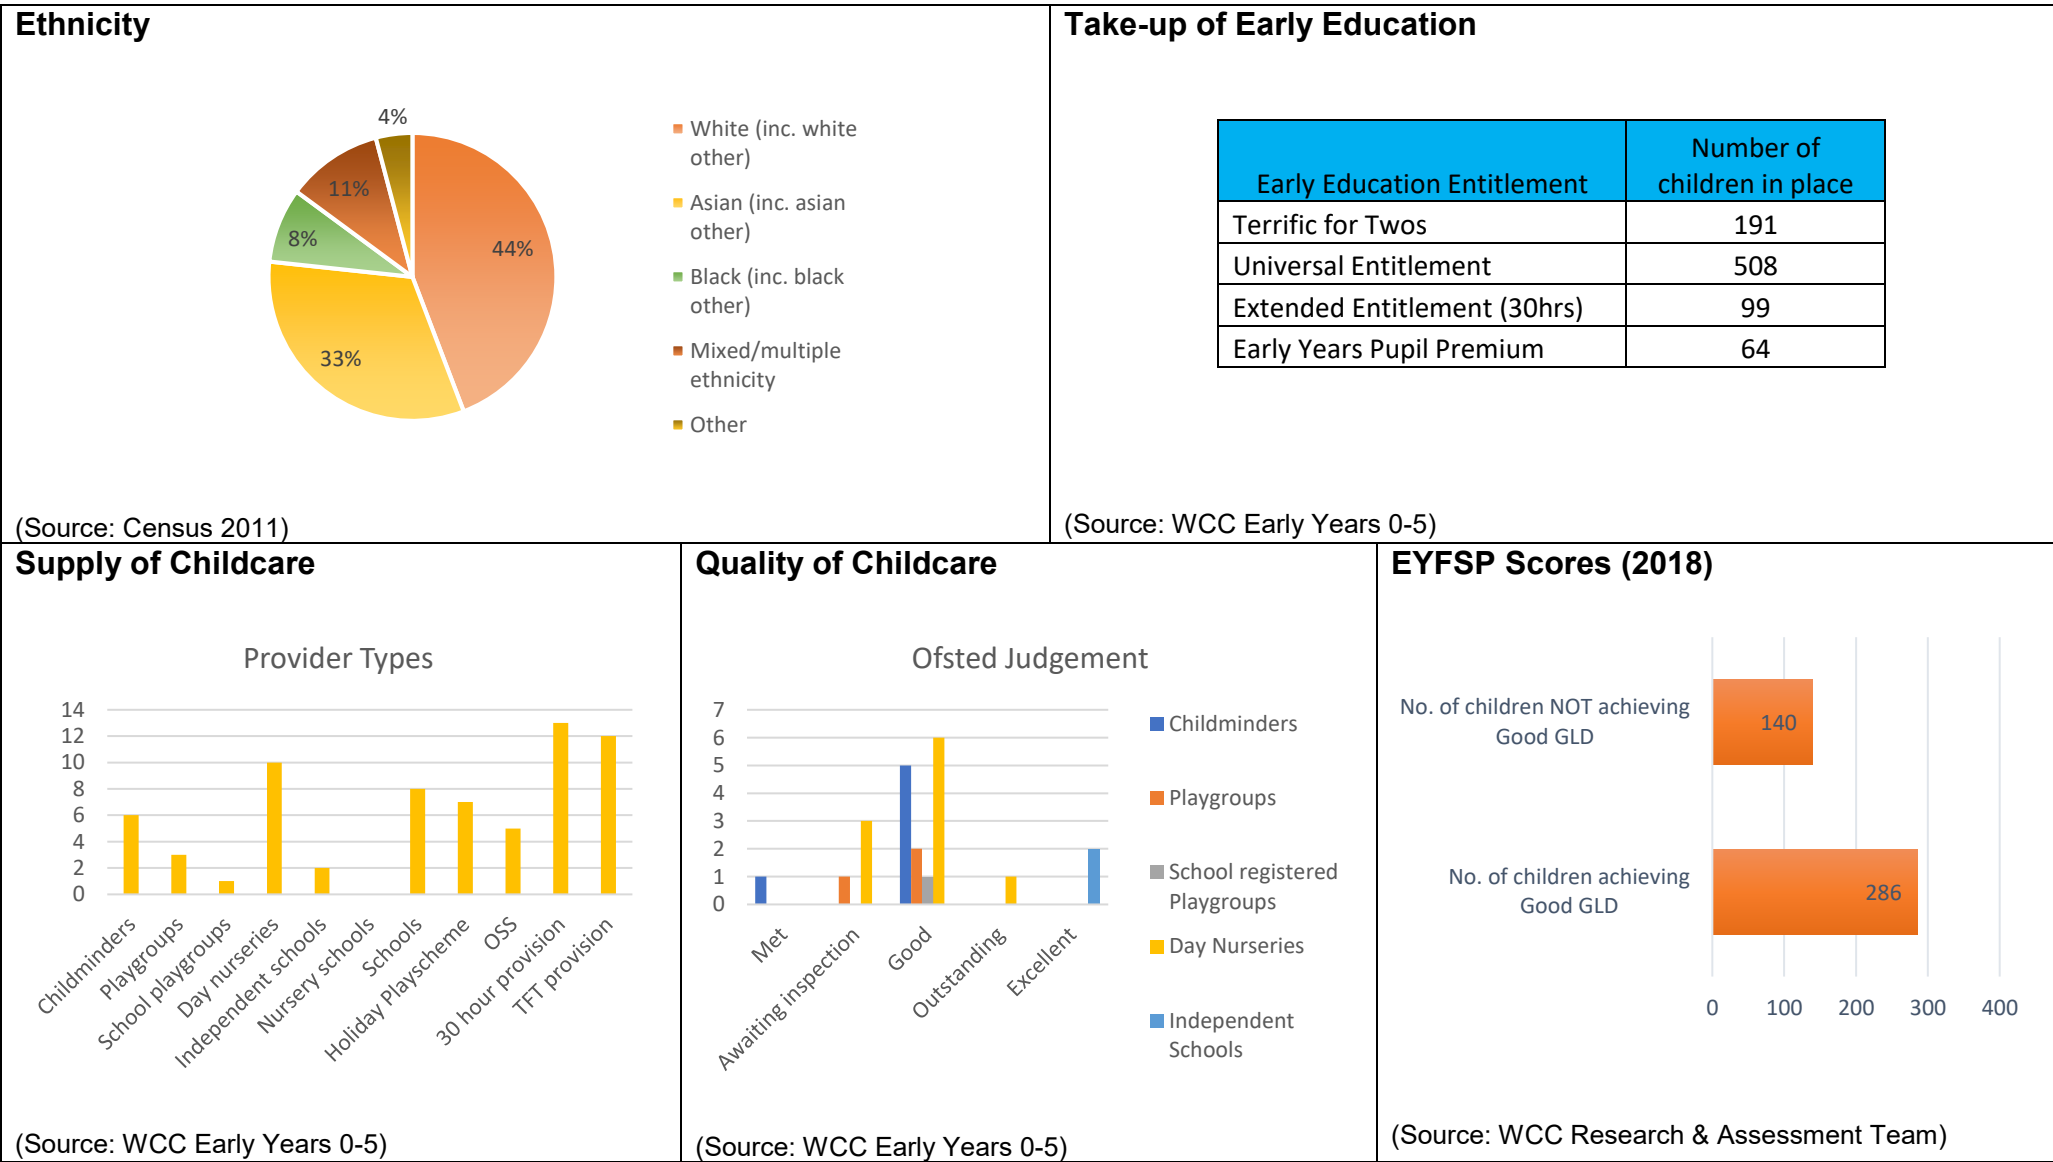 Ethnicity
4%
11%
8%
44%
33%
White (inc. white
other)
Asian (inc. asian
other)
Black (inc. black
other)
Mixed/multiple
ethnicity
Other
(Source: Census 2011)
Take-up of Early Education
Early Education Entitlement
Number of
children in place
Terrific for Twos 191
Universal Entitlement 508
Extended Entitlement (30hrs) 99
Early Years Pupil Premium 64
(Source: WCC Early Years 0-5)
Supply of Childcare
Provider Types
14
12
10
8
6
4
2
0
Childminders
Playgroups
School playgroups
Day nurseries
Independent schools
Nursery schools
Schools
Holiday Playscheme
OSS
30 hour provision
TFT provision
(Source: WCC Early Years 0-5)
Quality of Childcare
Ofsted Judgement
7
6
5
4
3
2
1
0
Met
Awaiting inspection
Good
Outstanding
Excellent
Childminders
Playgroups
School registered
Playgroups
Day Nurseries
Independent
Schools
(Source: WCC Early Years 0-5)
EYFSP Scores (2018)
No. of children NOT achieving
Good GLD
140
No. of children achieving
Good GLD
286
0 100 200 300 400
(Source: WCC Research & Assessment Team)